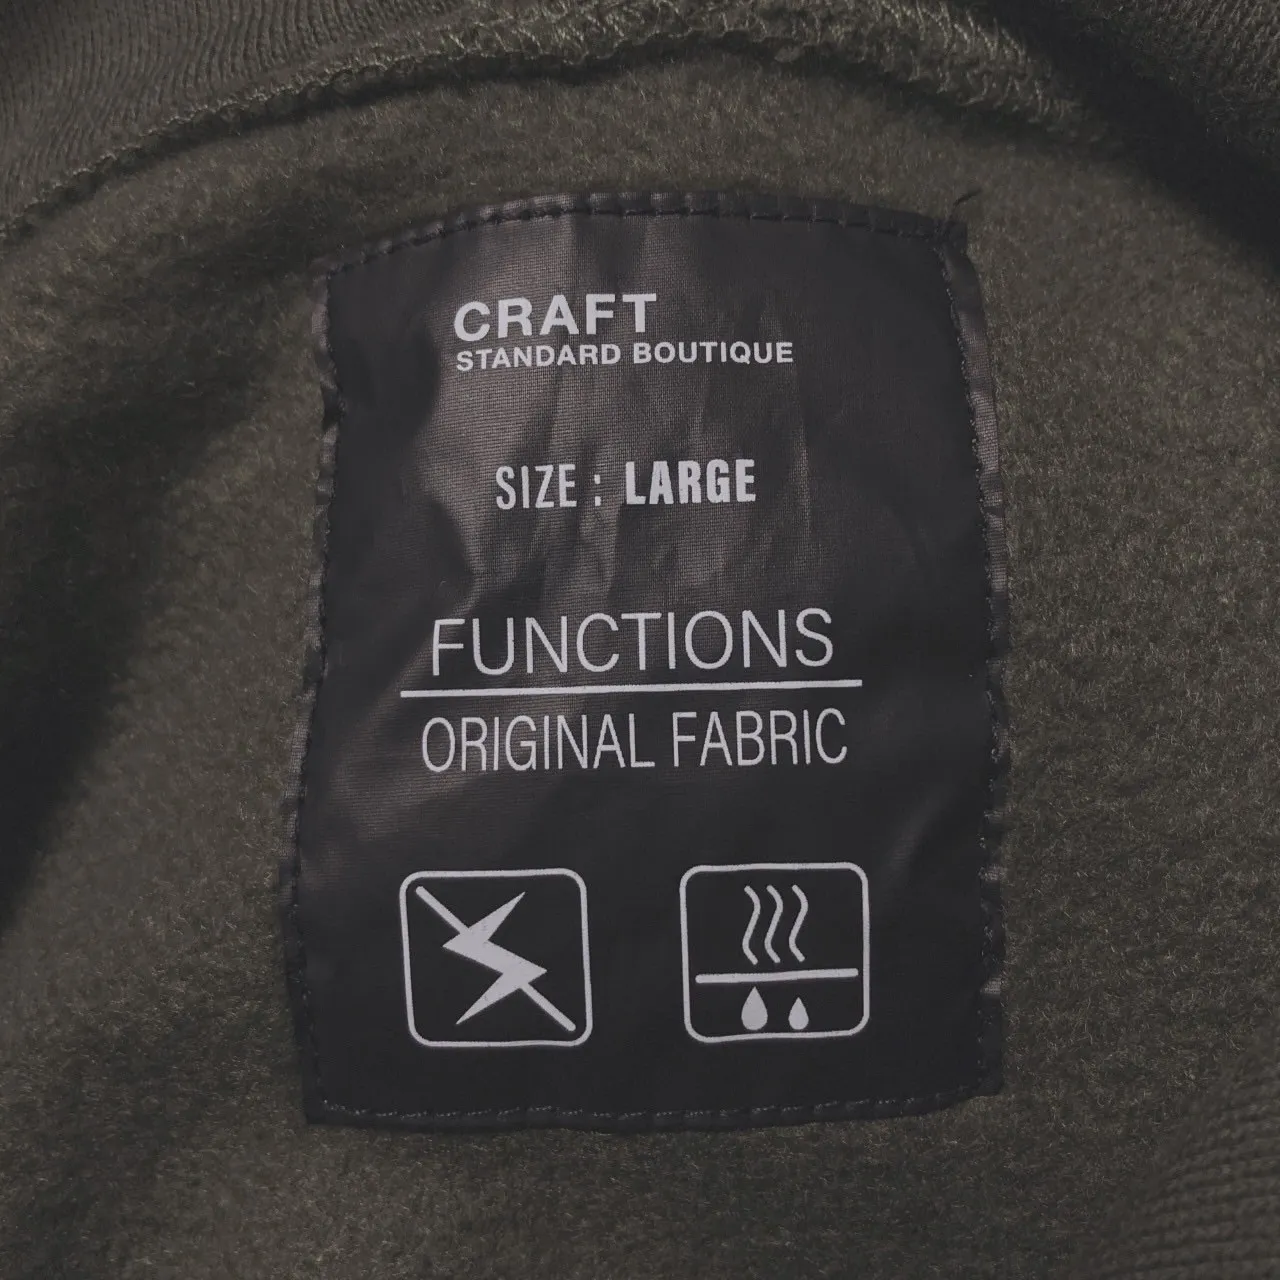 CRAFT
STANDARD BOUTIQUE
SIZE : LARGE
FUNCTIONS
ORIGINAL FABRIC